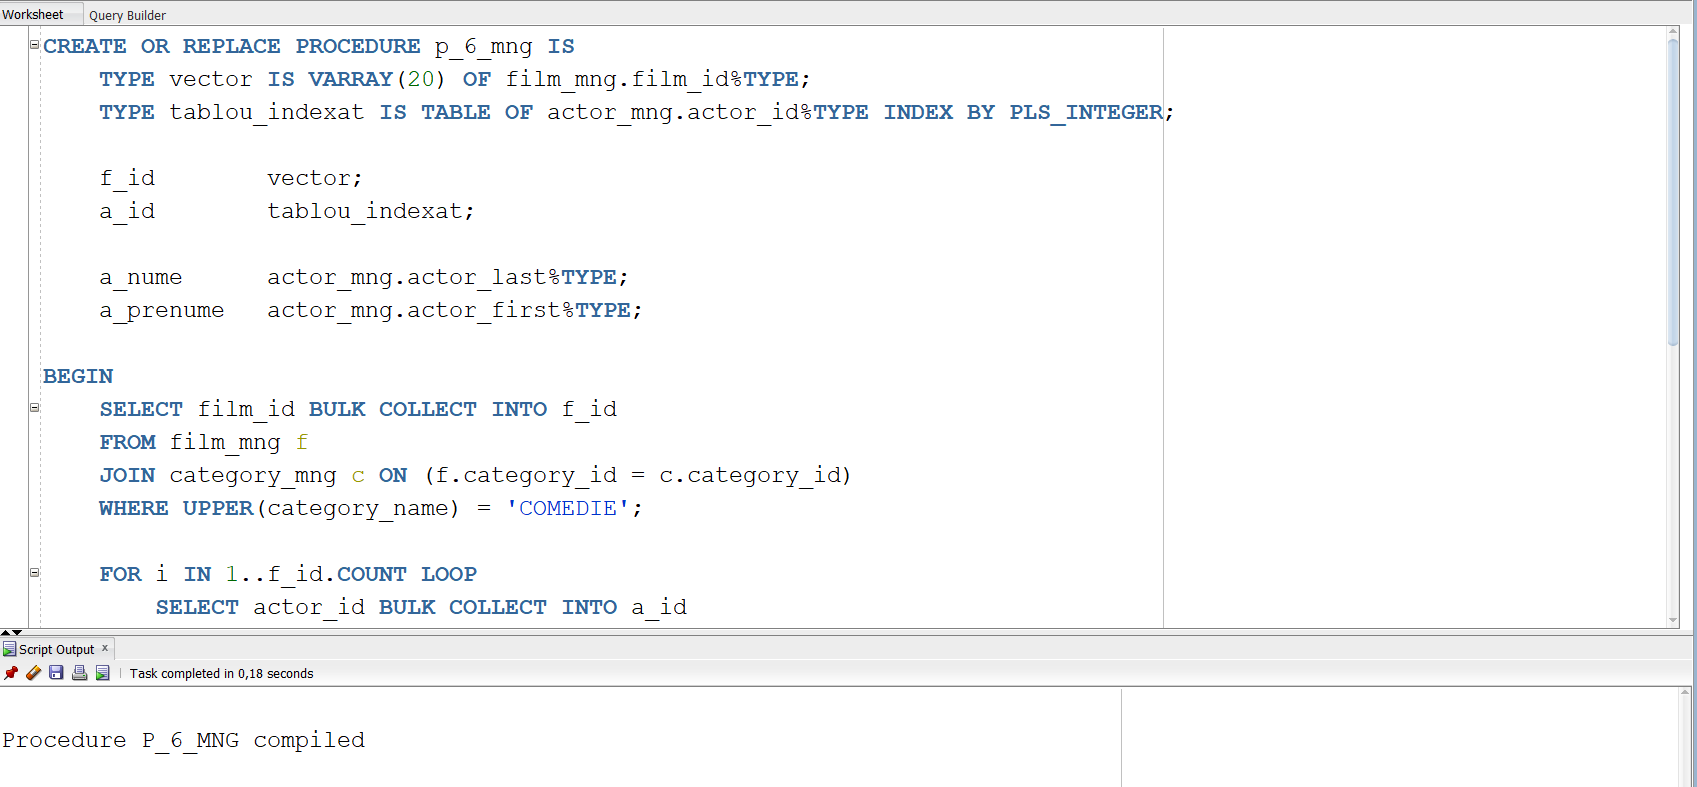 Worksheet Query Builder
CREATE OR REPLACE PROCEDURE p_6_mng IS
TYPE vector IS VARRAY(20) OF film_mng.film_id%TYPE;
TYPE tablou_indexat IS TABLE OF actor_mng.actor_id%TYPE INDEX BY PLS_INTEGER;
f_id vector;
a_id tablou_indexat;
a_nume actor_mng.actor_last%TYPE;
a_prenume actor_mng.actor_first%TYPE;
BEGIN
SELECT film_id BULK COLLECT INTO f_id
FROM film_mng f
JOIN category_mng c ON (f.category_id = c.category_id)
WHERE UPPER(category_name) = 'COMEDIE';
FOR i IN 1..f_id.COUNT LOOP
SELECT actor_id BULK COLLECT INTO a_id
Script Output x
Task completed in 0,18 seconds
Procedure P_6_MNG compiled